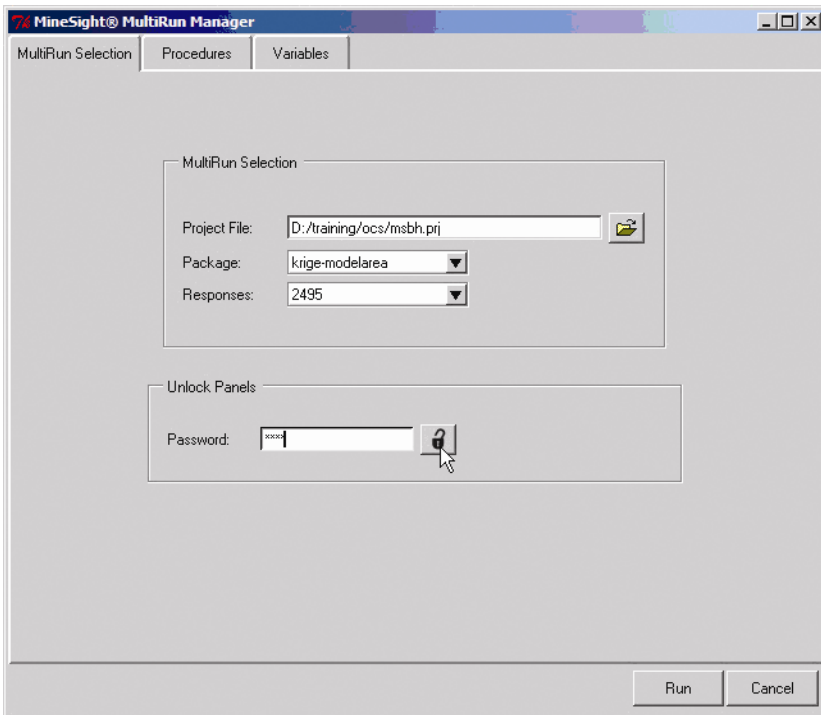 MineSight® MultiRun Manager
MultiRun Selection Procedures Variables
MultiRun Selection
Project File: D:/training/ocs/msbh.prj
Package: krige-modelarea
Responses: 2495
Unlock Panels
Password: ****
Run Cancel